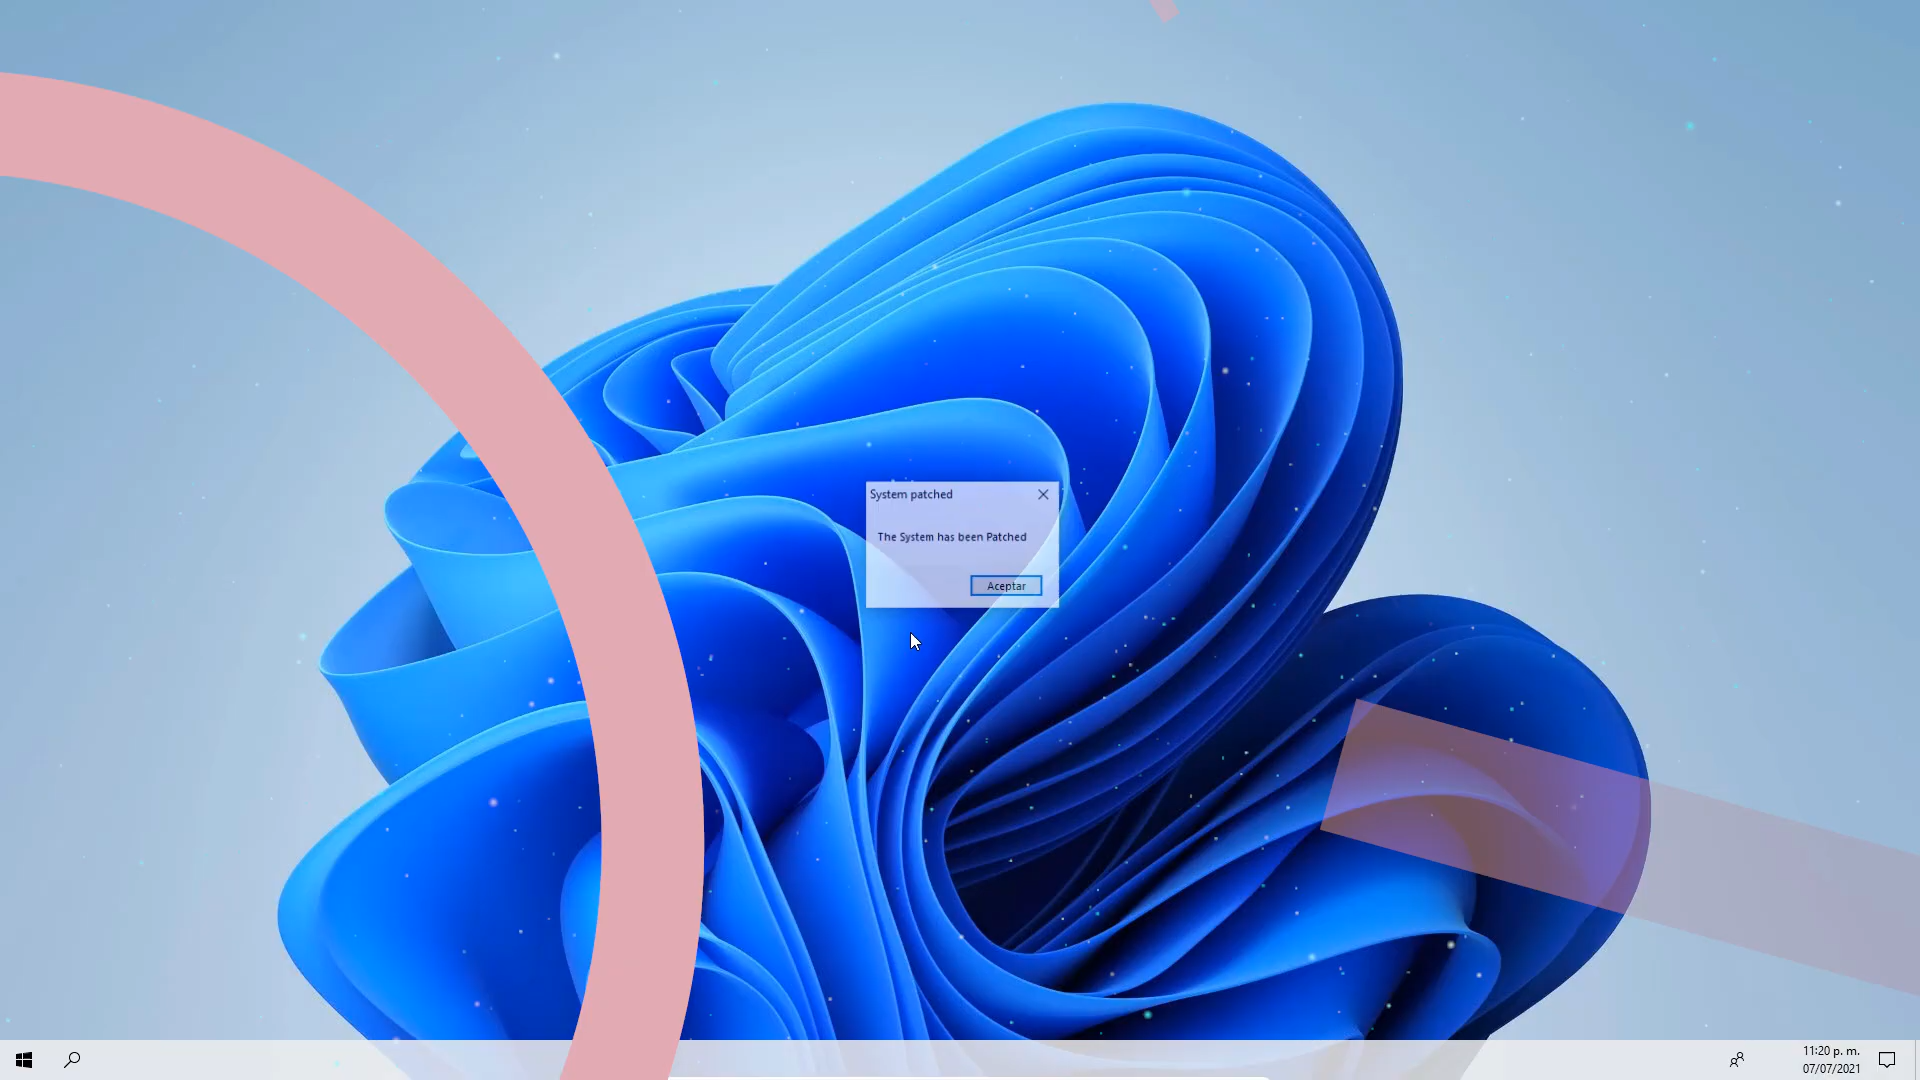 System patched
The System has been Patched
Aceptar
11:20 p. m.
07/07/2021